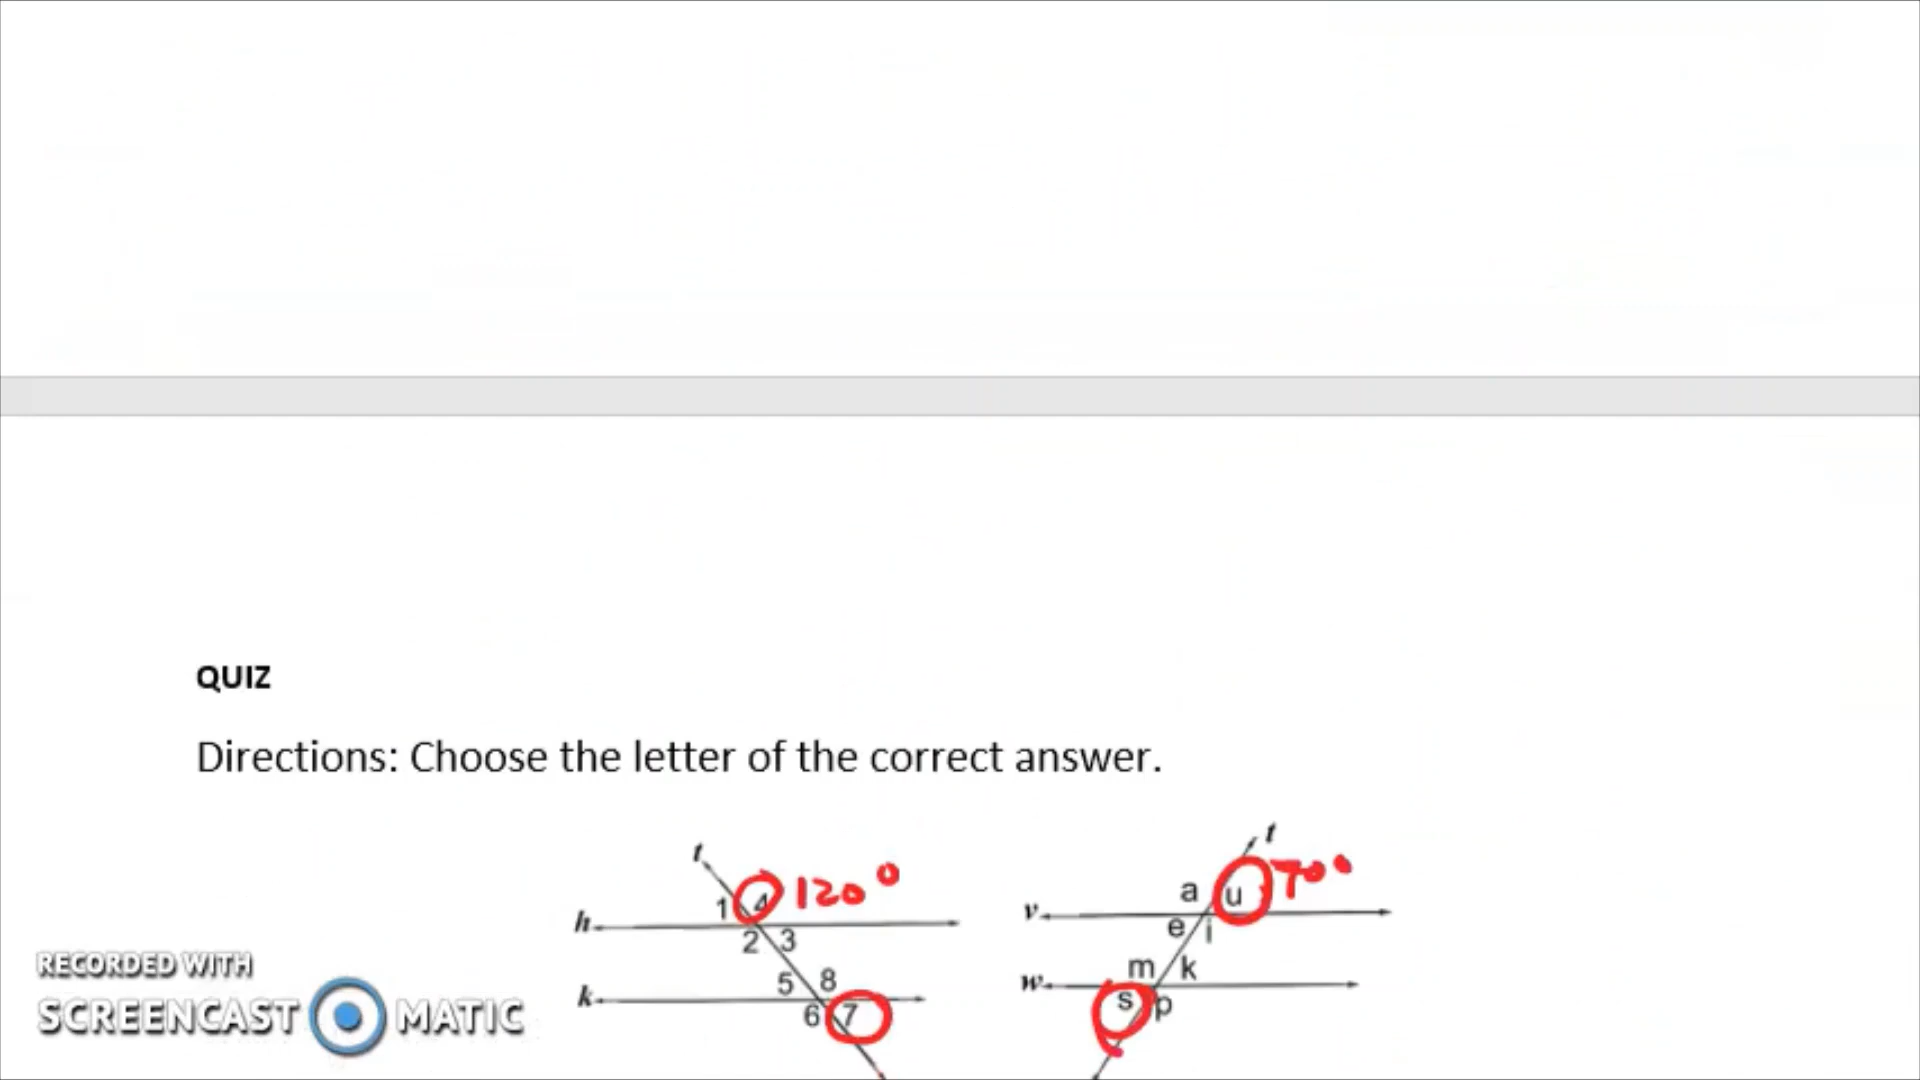 QUIZ
Directions: Choose the letter of the correct answer.
t
t
1 4 120°
a u 70°
h
v
2 3
e i
5 8
m k
k
w
6 7
s p
RECORDED WITH
SCREENCAST MATIC